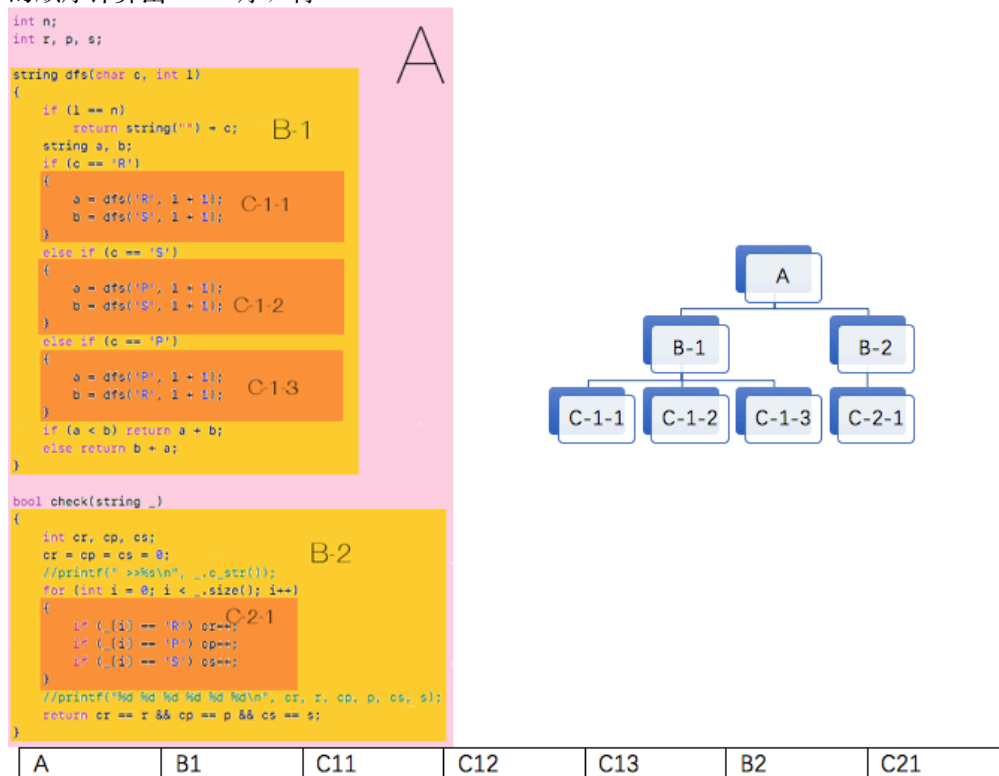 int n;
int r, p, s;
A
string dfs(char c, int l)
{
if (l == n)
return string("") + c;
B-1
string a, b;
if (c == 'R')
{
a = dfs('R', l + 1);
b = dfs('S', l + 1);
C-1-1
}
else if (c == 'S')
{
a = dfs('P', l + 1);
b = dfs('S', l + 1);
C-1-2
}
else if (c == 'P')
{
a = dfs('P', l + 1);
b = dfs('R', l + 1);
C-1-3
}
if (a < b) return a + b;
else return b + a;
}
bool check(string _)
{
int cr, cp, cs;
cr = cp = cs = 0;
B-2
//printf(" >>%s\n", _.c_str());
for (int i = 0; i < _.size(); i++)
{
C-2-1
if (_[i] == 'R') cr++;
if (_[i] == 'P') cp++;
if (_[i] == 'S') cs++;
}
//printf("%d %d %d %d %d %d\n", cr, r, cp, p, cs, s);
return cr == r && cp == p && cs == s;
}
A
B-1 B-2
C-1-1 C-1-2 C-1-3 C-2-1
A B1 C11 C12 C13 B2 C21